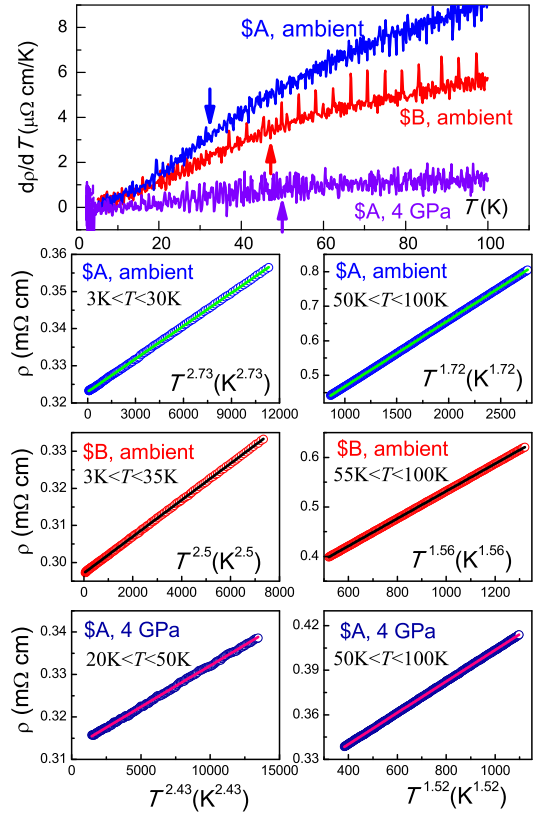 8
6
4
2
0
dρ/dT (μΩ cm/K)
$A, ambient
$B, ambient
$A, 4 GPa
T(K)
0 20 40 60 80 100
0.36
0.35
0.34
0.33
0.32
ρ (mΩ cm)
$A, ambient
3K<T<30K
T^2.73(K^2.73)
0 3000 6000 9000 12000
0.8
0.7
0.6
0.5
$A, ambient
50K<T<100K
T^1.72(K^1.72)
1000 1500 2000 2500
0.33
0.32
0.31
0.30
ρ (mΩ cm)
$B, ambient
3K<T<35K
T^2.5(K^2.5)
0 2000 4000 6000 8000
0.6
0.5
0.4
$B, ambient
55K<T<100K
T^1.56(K^1.56)
600 800 1000 1200
0.34
0.33
0.32
0.31
ρ (mΩ cm)
$A, 4 GPa
20K<T<50K
0 5000 10000 15000
T^2.43(K^2.43)
0.42
0.39
0.36
0.33
$A, 4 GPa
50K<T<100K
400 600 800 1000
T^1.52(K^1.52)